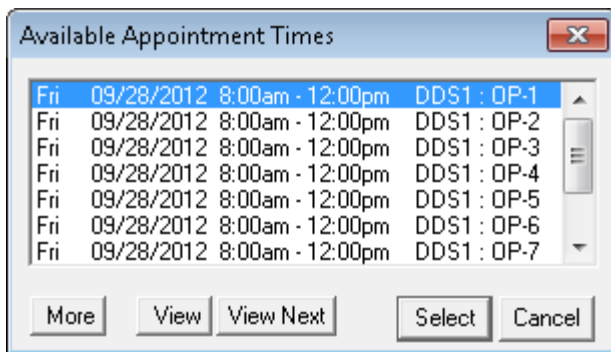 Available Appointment Times
Fri 09/28/2012 8:00am - 12:00pm DDS1 : OP-1
Fri 09/28/2012 8:00am - 12:00pm DDS1 : OP-2
Fri 09/28/2012 8:00am - 12:00pm DDS1 : OP-3
Fri 09/28/2012 8:00am - 12:00pm DDS1 : OP-4
Fri 09/28/2012 8:00am - 12:00pm DDS1 : OP-5
Fri 09/28/2012 8:00am - 12:00pm DDS1 : OP-6
Fri 09/28/2012 8:00am - 12:00pm DDS1 : OP-7
More View View Next Select Cancel